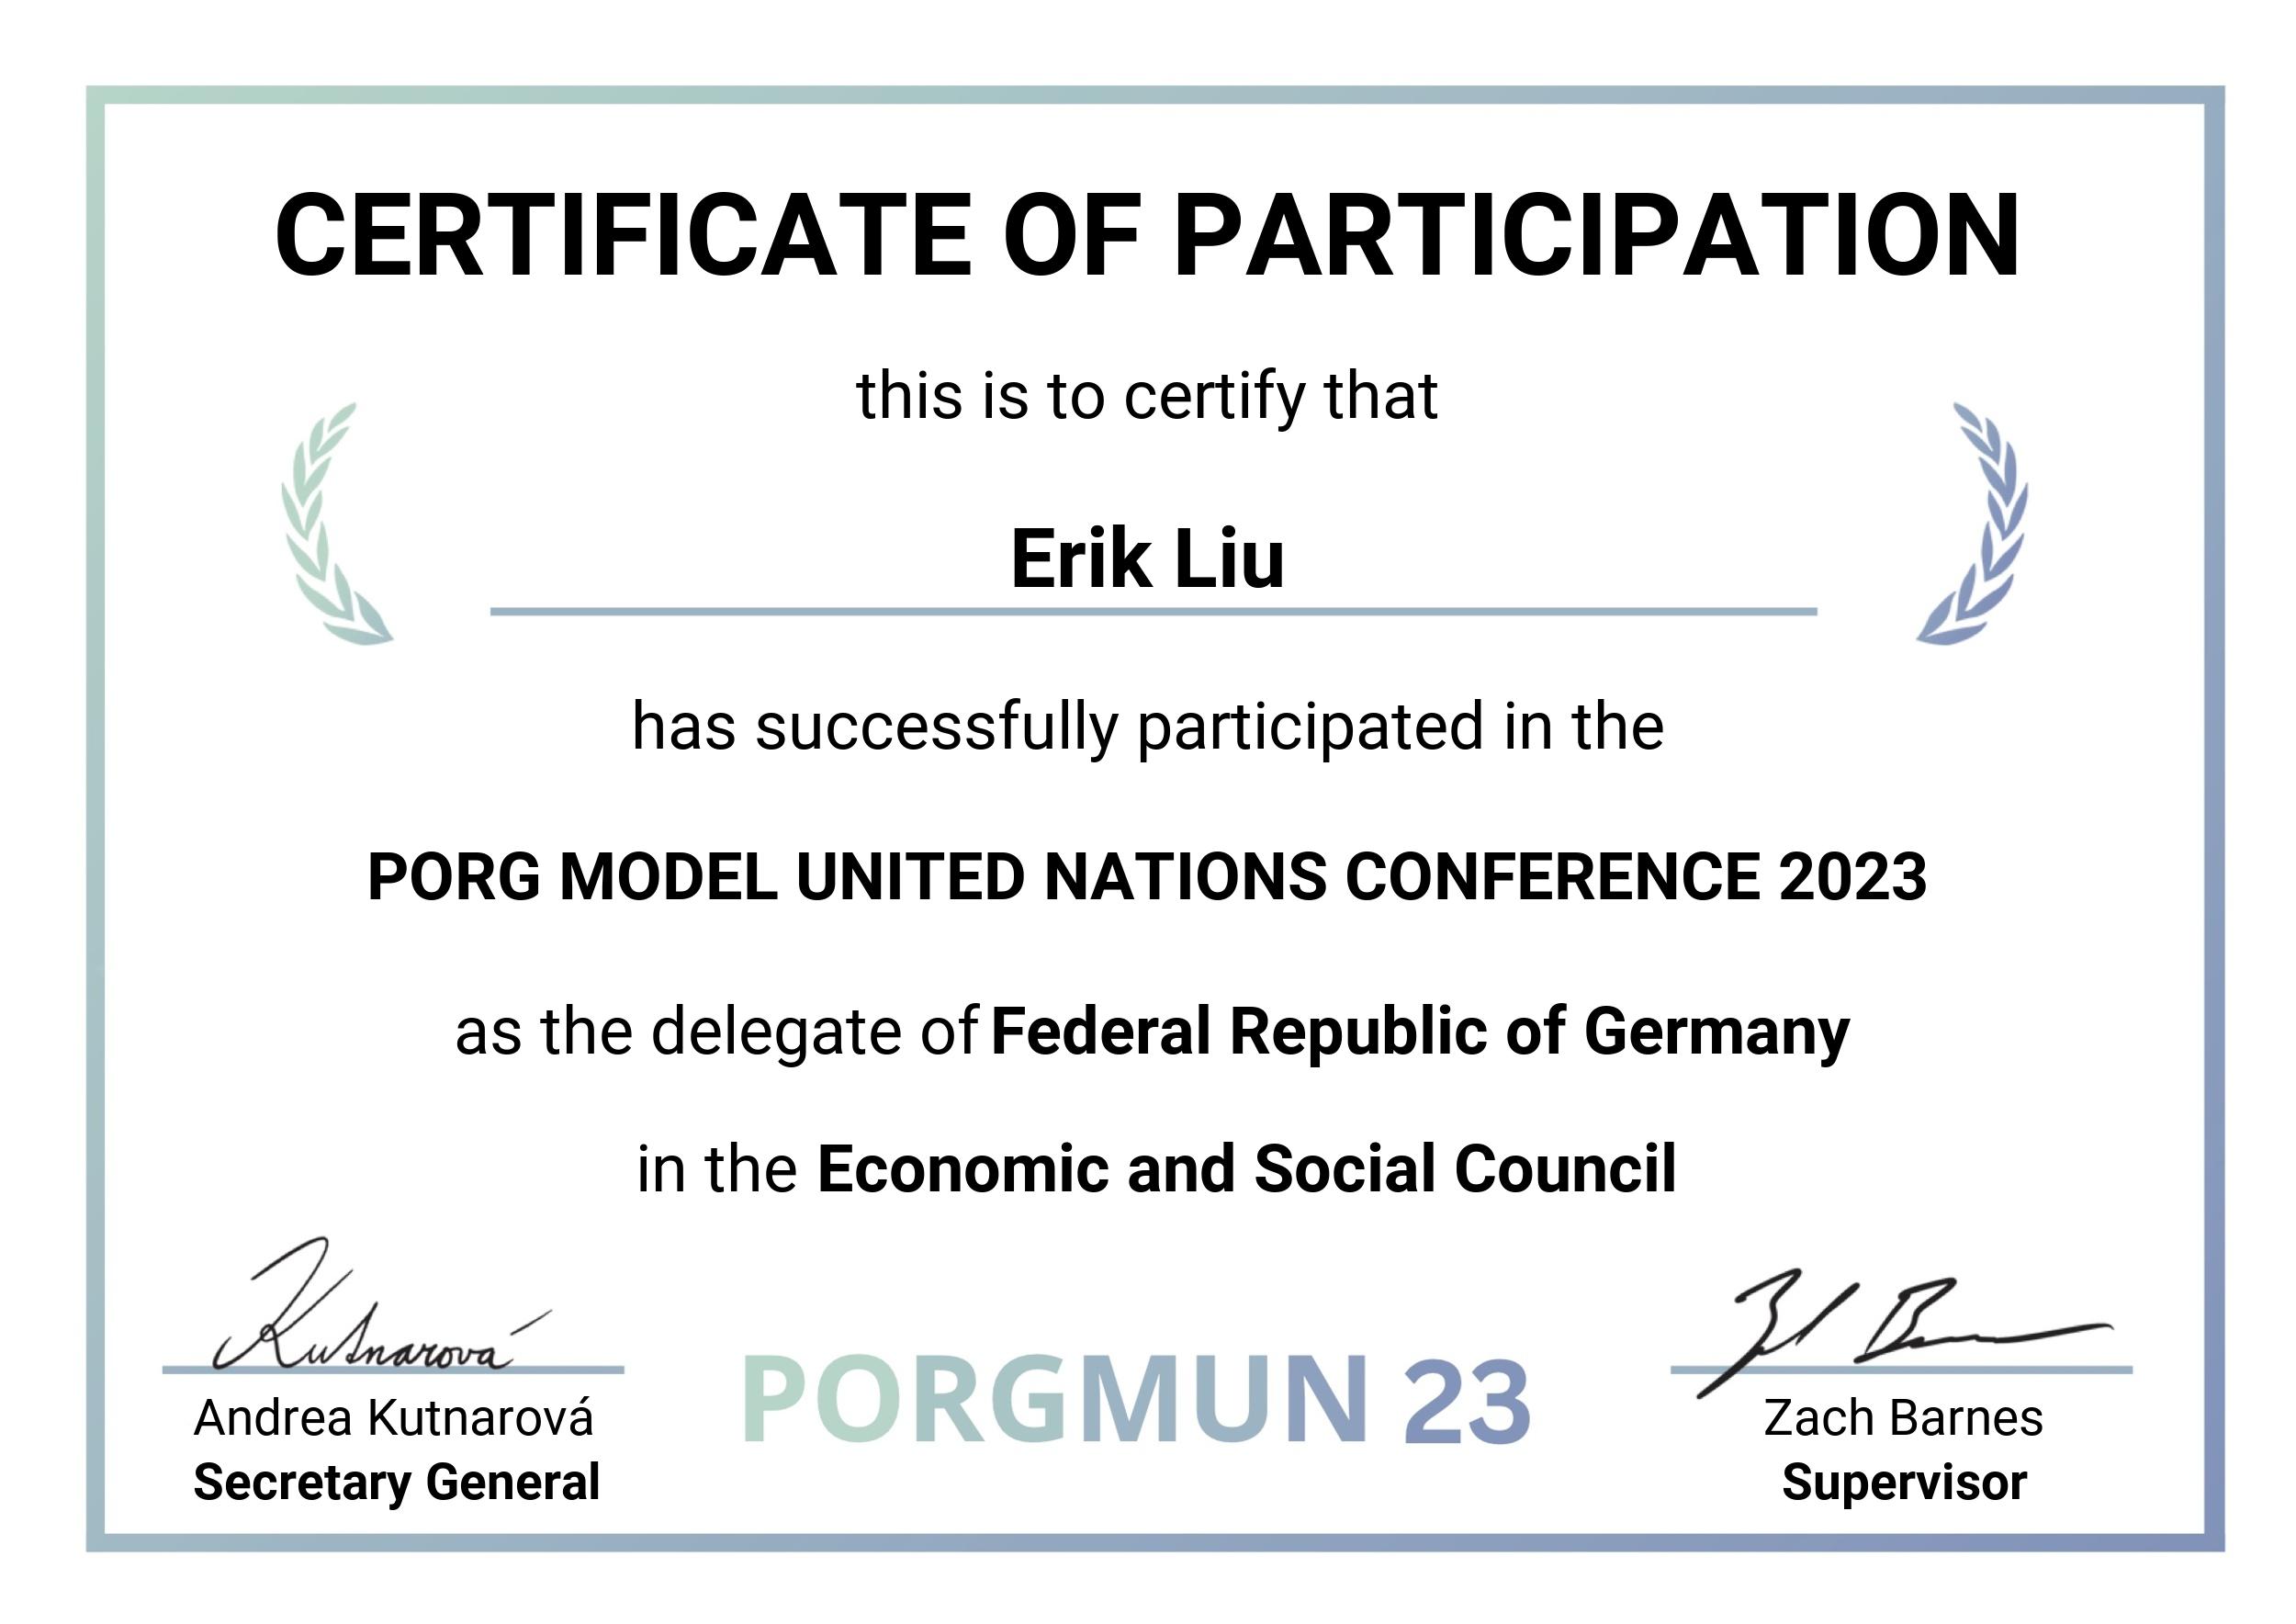 CERTIFICATE OF PARTICIPATION
this is to certify that
Erik Liu
has successfully participated in the
PORG MODEL UNITED NATIONS CONFERENCE 2023
as the delegate of Federal Republic of Germany
in the Economic and Social Council
Kutnarová
Andrea Kutnarová
Secretary General
PORGMUN 23
Zach Barnes
Supervisor